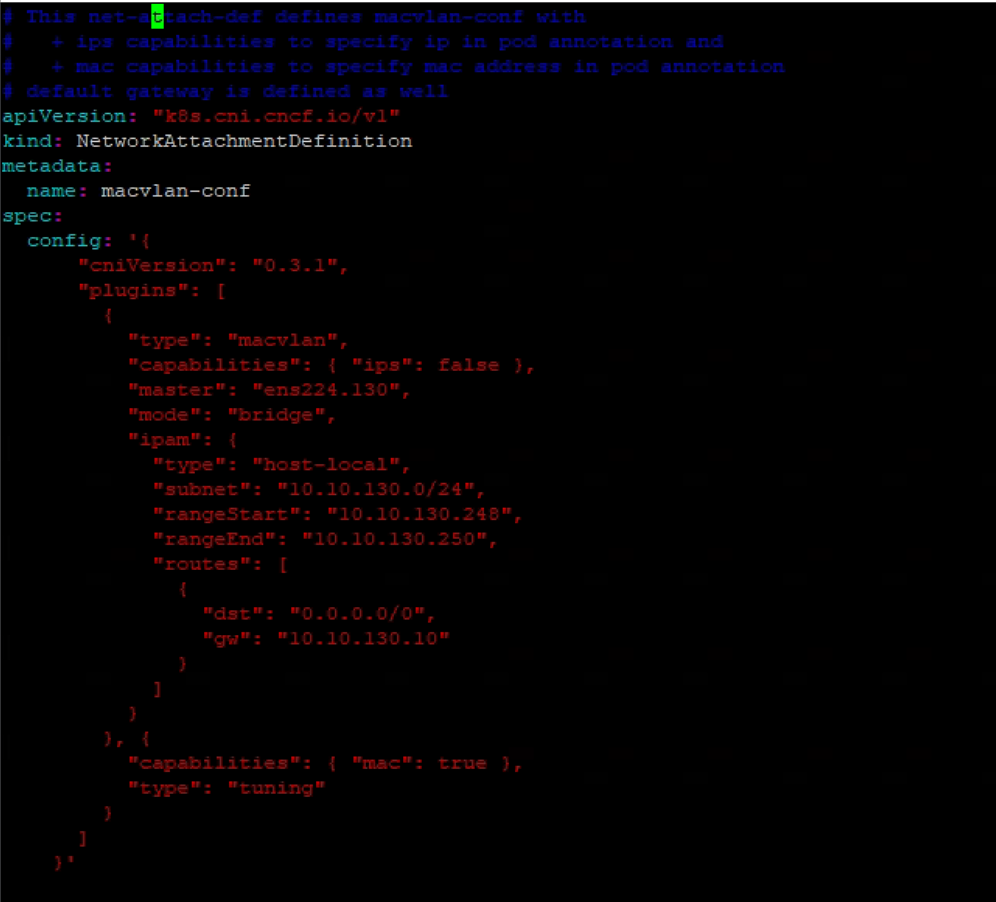 # This net-attach-def defines macvlan-conf with
#   + ips capabilities to specify ip in pod annotation and
#   + mac capabilities to specify mac address in pod annotation
# default gateway is defined as well
apiVersion: "k8s.cni.cncf.io/v1"
kind: NetworkAttachmentDefinition
metadata:
  name: macvlan-conf
spec:
  config: '{
      "cniVersion": "0.3.1",
      "plugins": [
        {
          "type": "macvlan",
          "capabilities": { "ips": false },
          "master": "ens224.130",
          "mode": "bridge",
          "ipam": {
            "type": "host-local",
            "subnet": "10.10.130.0/24",
            "rangeStart": "10.10.130.248",
            "rangeEnd": "10.10.130.250",
            "routes": [
              {
                "dst": "0.0.0.0/0",
                "gw": "10.10.130.10"
              }
            ]
          }
        }, {
          "capabilities": { "mac": true },
          "type": "tuning"
        }
      ]
    }'